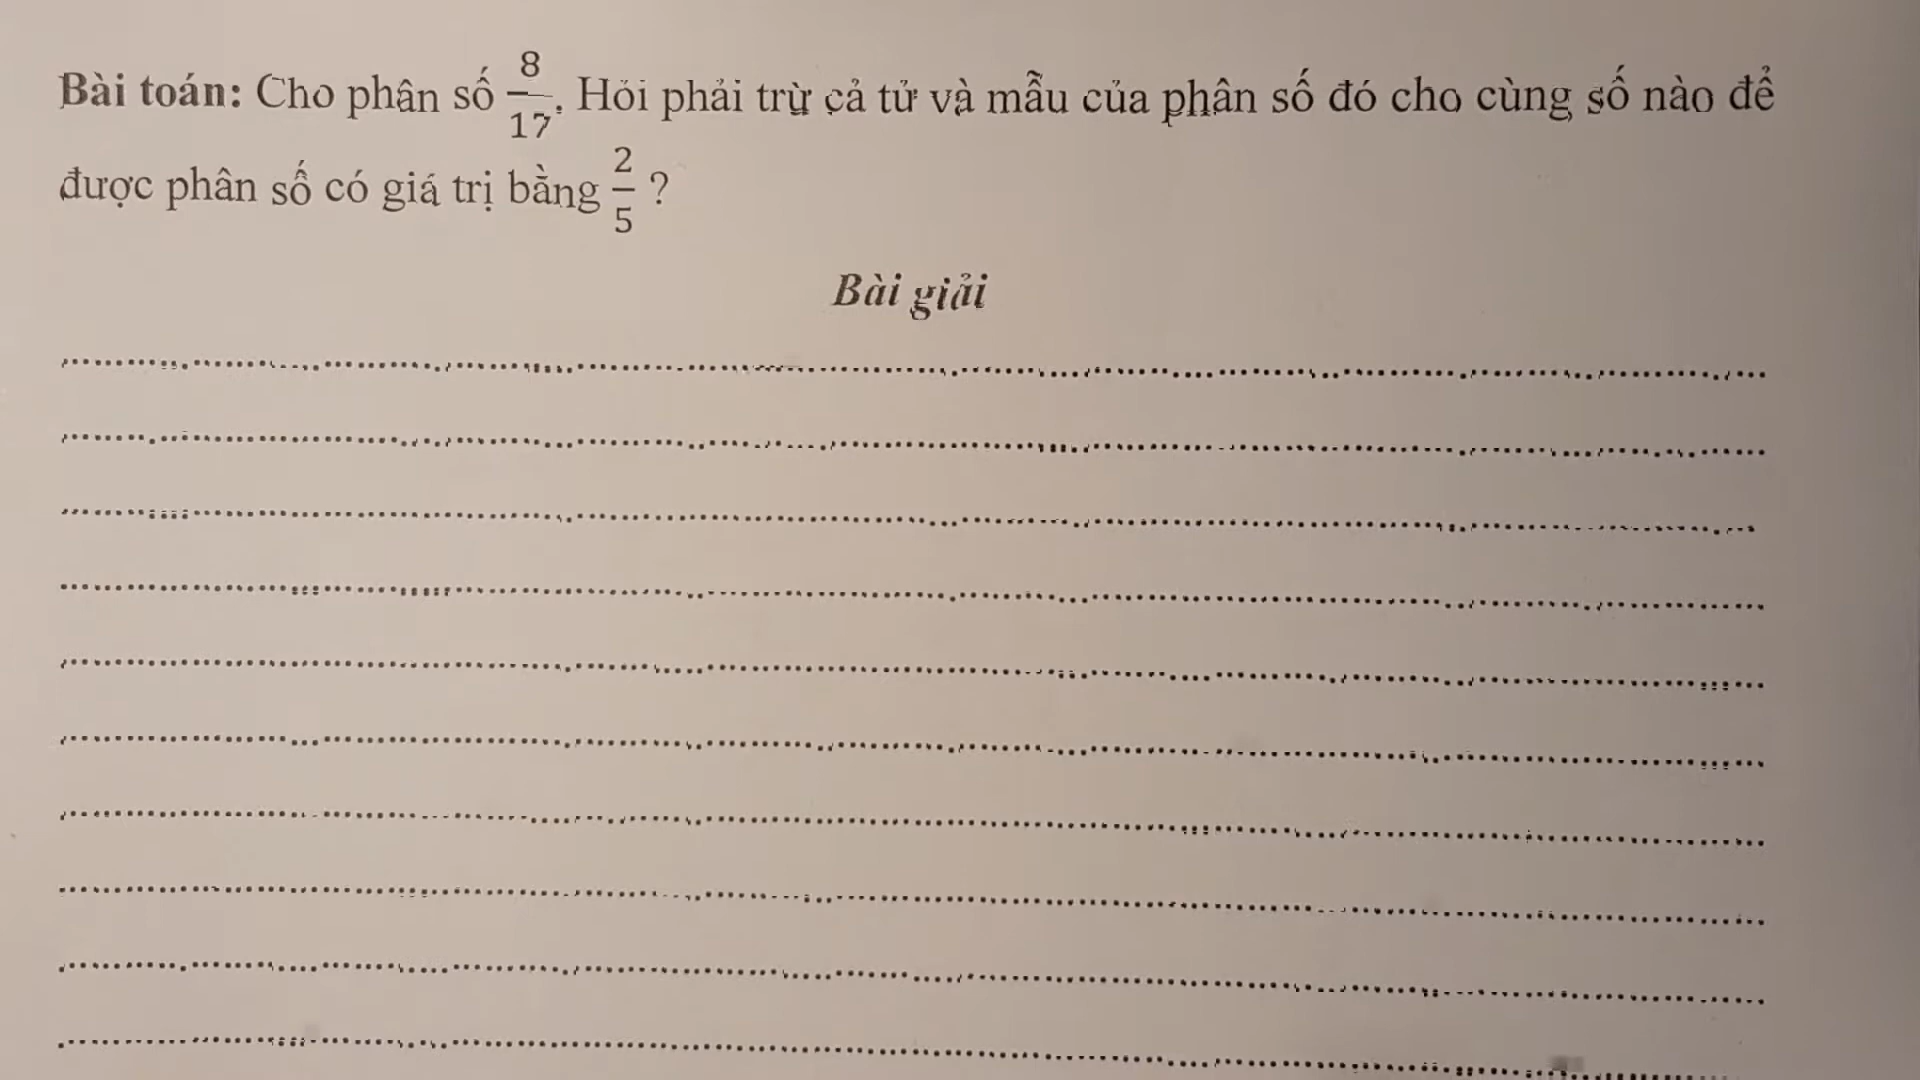 Bài toán: Cho phân số 8/17. Hỏi phải trừ cả tử và mẫu của phân số đó cho cùng số nào để
được phân số có giá trị bằng 2/5 ?
Bài giải